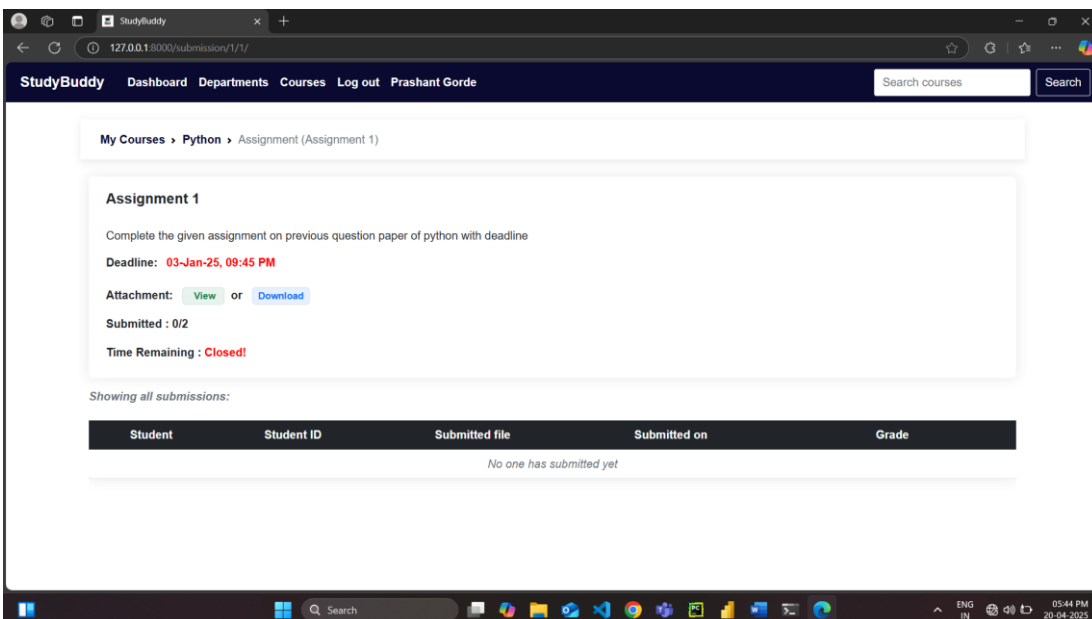 StudyBuddy
127.0.0.1:8000/submission/1/1/
StudyBuddy Dashboard Departments Courses Log out Prashant Gorde Search courses Search
My Courses › Python › Assignment (Assignment 1)
Assignment 1
Complete the given assignment on previous question paper of python with deadline
Deadline: 03-Jan-25, 09:45 PM
Attachment: View or Download
Submitted : 0/2
Time Remaining : Closed!
Showing all submissions:
Student Student ID Submitted file Submitted on Grade
No one has submitted yet
Search ENG 05:44 PM
IN 20-04-2025